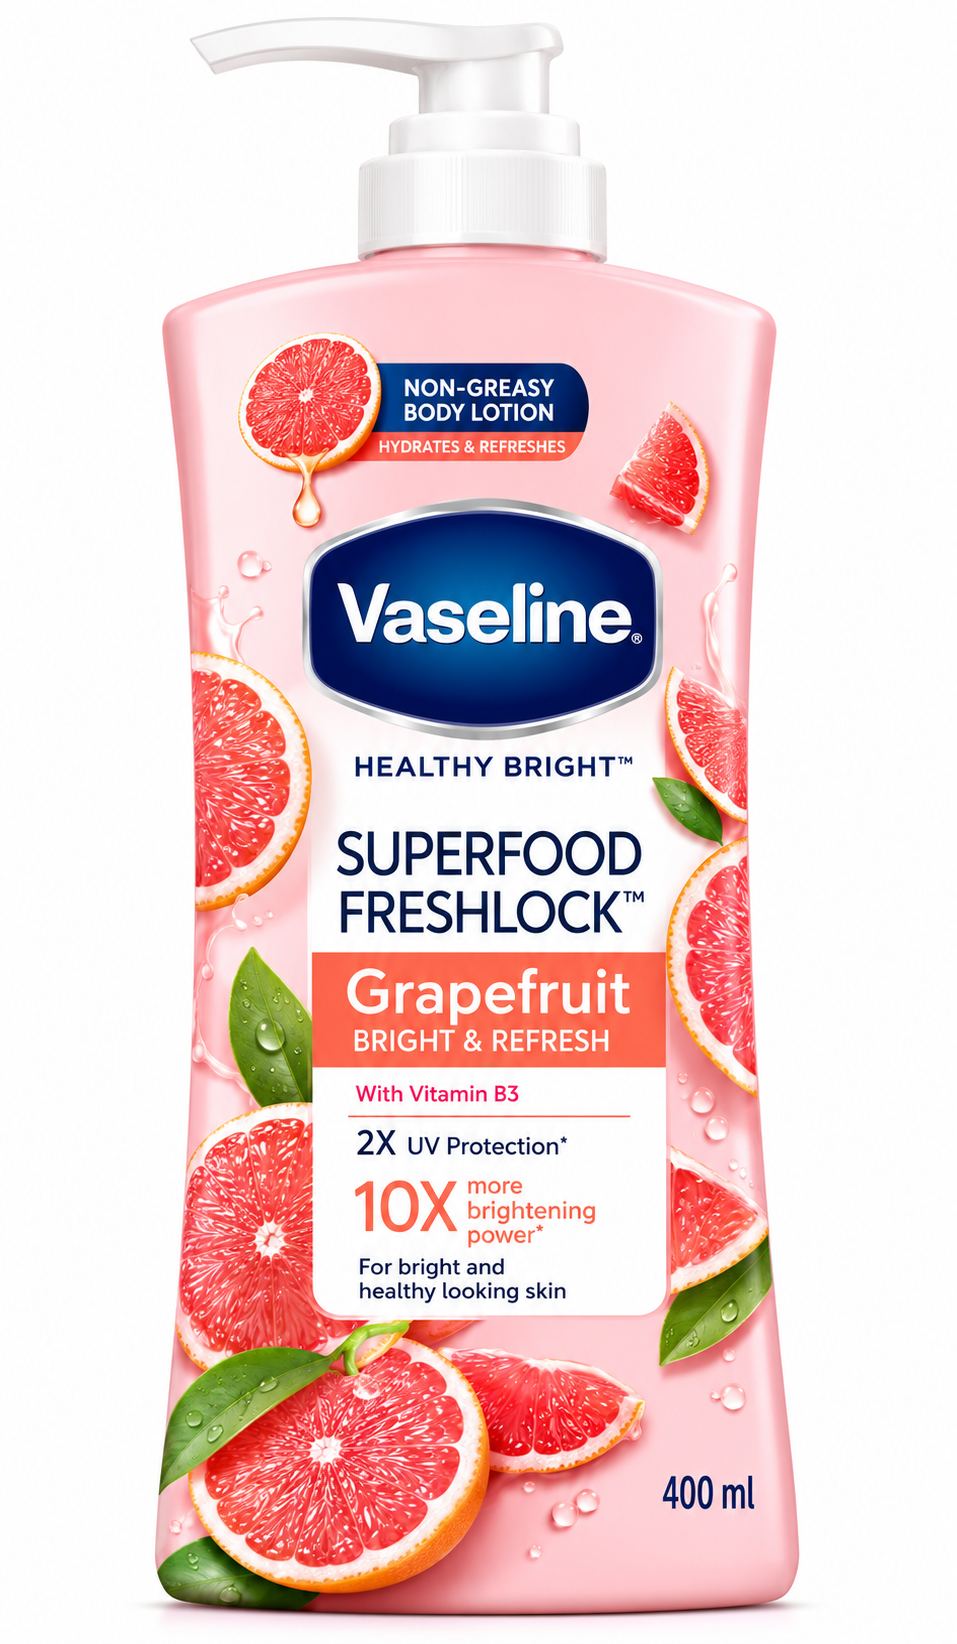 NON-GREASY
BODY LOTION
HYDRATES & REFRESHES
Vaseline®
HEALTHY BRIGHT™
SUPERFOOD
FRESHLOCK™
Grapefruit
BRIGHT & REFRESH
With Vitamin B3
2X UV Protection*
10X more
brightening
power*
For bright and
healthy looking skin
400 ml